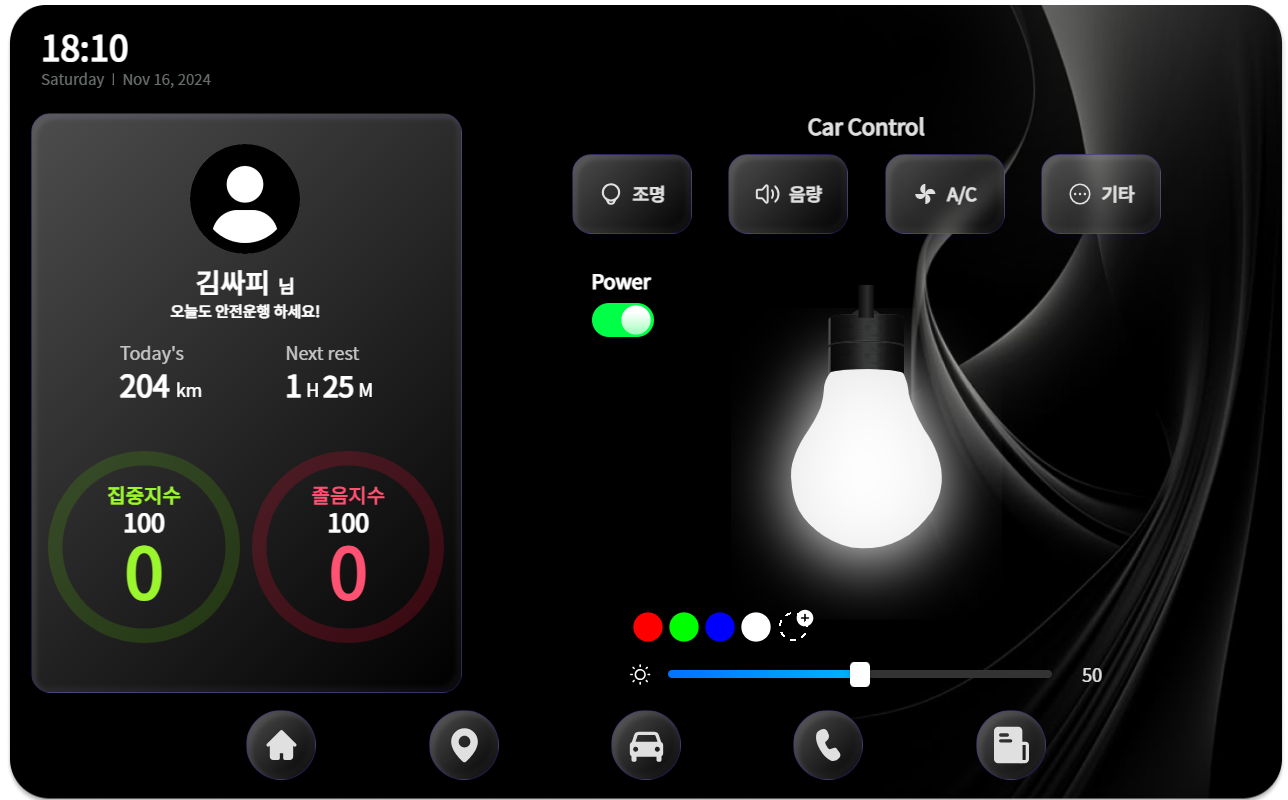 18:10
Saturday | Nov 16, 2024
김싸피 님
오늘도 안전운행 하세요!
Today's
204 km
Next rest
1 H 25 M
집중지수
100
0
졸음지수
100
0
Car Control
조명
음량
A/C
기타
Power
50